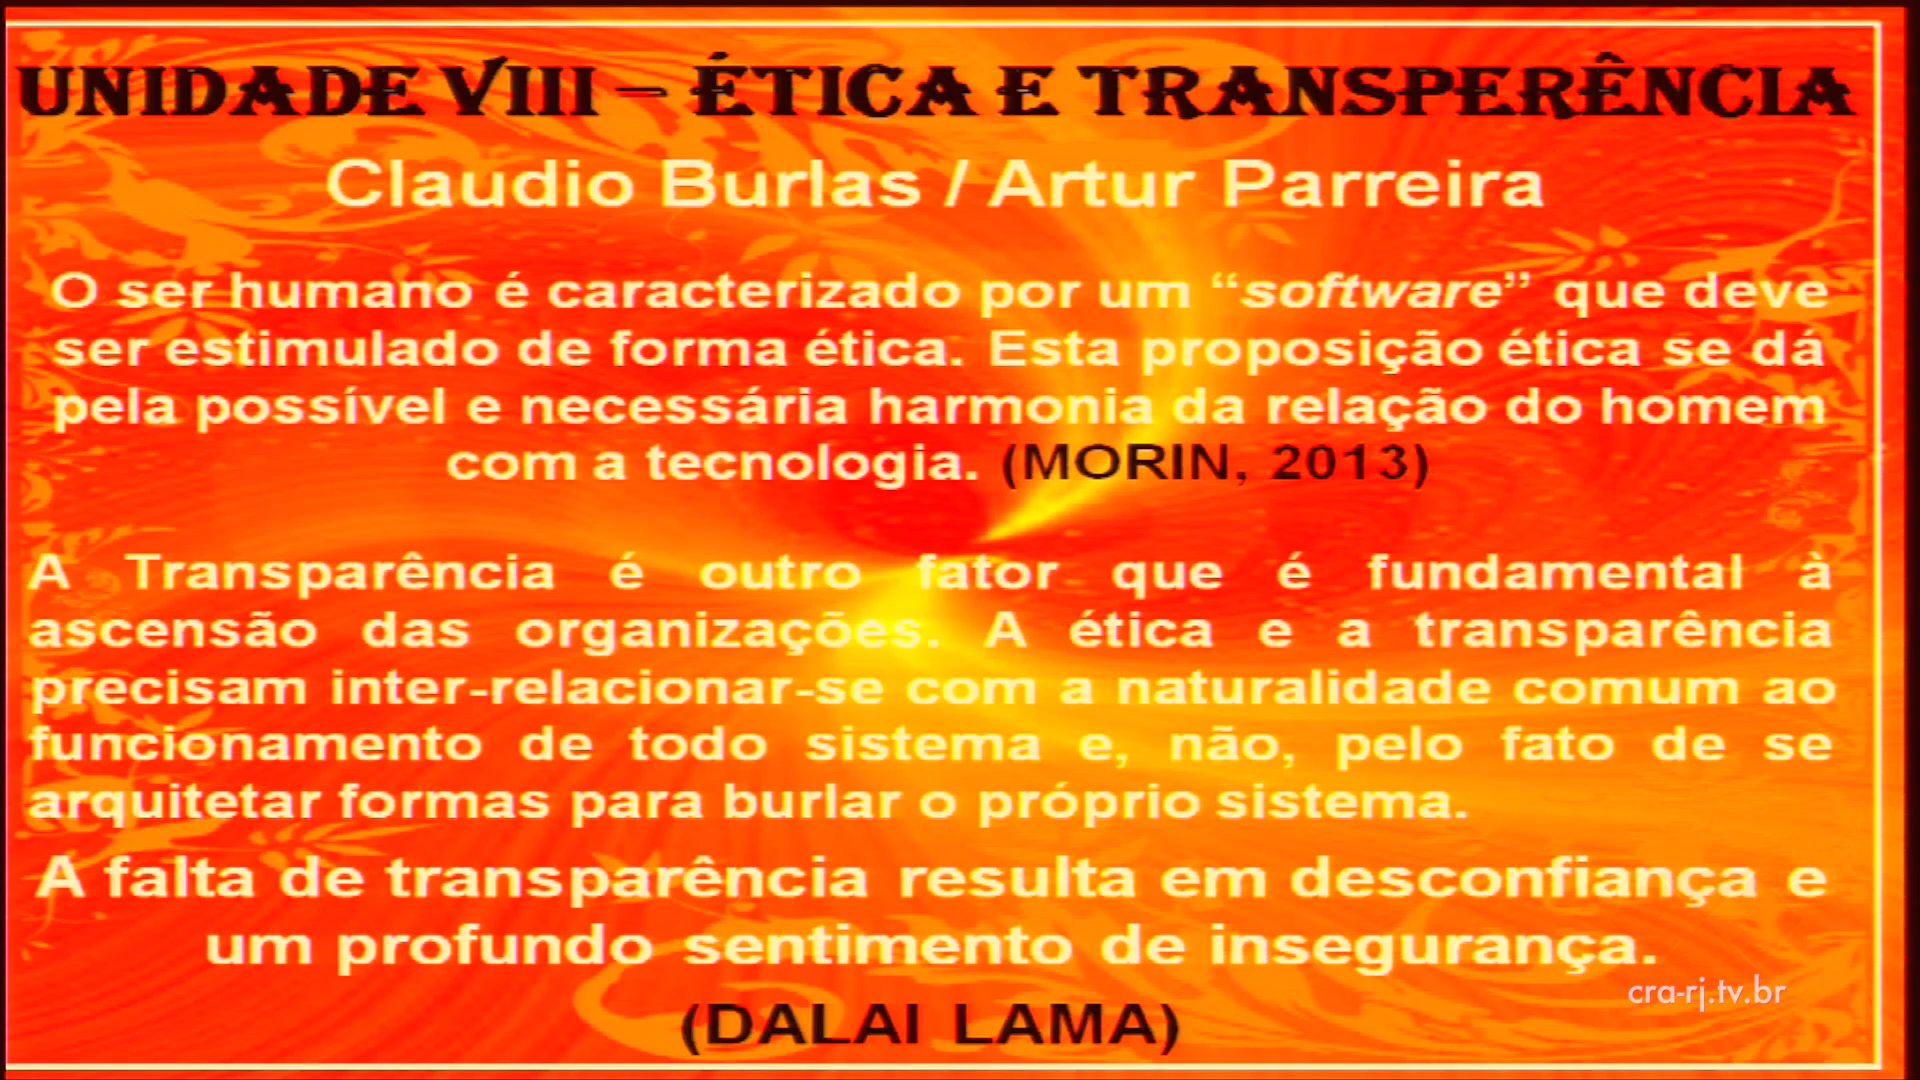 UNIDADE VIII – ÉTICA E TRANSPERÊNCIA
Claudio Burlas / Artur Parreira
O ser humano é caracterizado por um “software” que deve
ser estimulado de forma ética. Esta proposição ética se dá
pela possível e necessária harmonia da relação do homem
com a tecnologia. (MORIN, 2013)
A Transparência é outro fator que é fundamental à
ascensão das organizações. A ética e a transparência
precisam inter-relacionar-se com a naturalidade comum ao
funcionamento de todo sistema e, não, pelo fato de se
arquitetar formas para burlar o próprio sistema.
A falta de transparência resulta em desconfiança e
um profundo sentimento de insegurança.
cra-rj.tv.br
(DALAI LAMA)